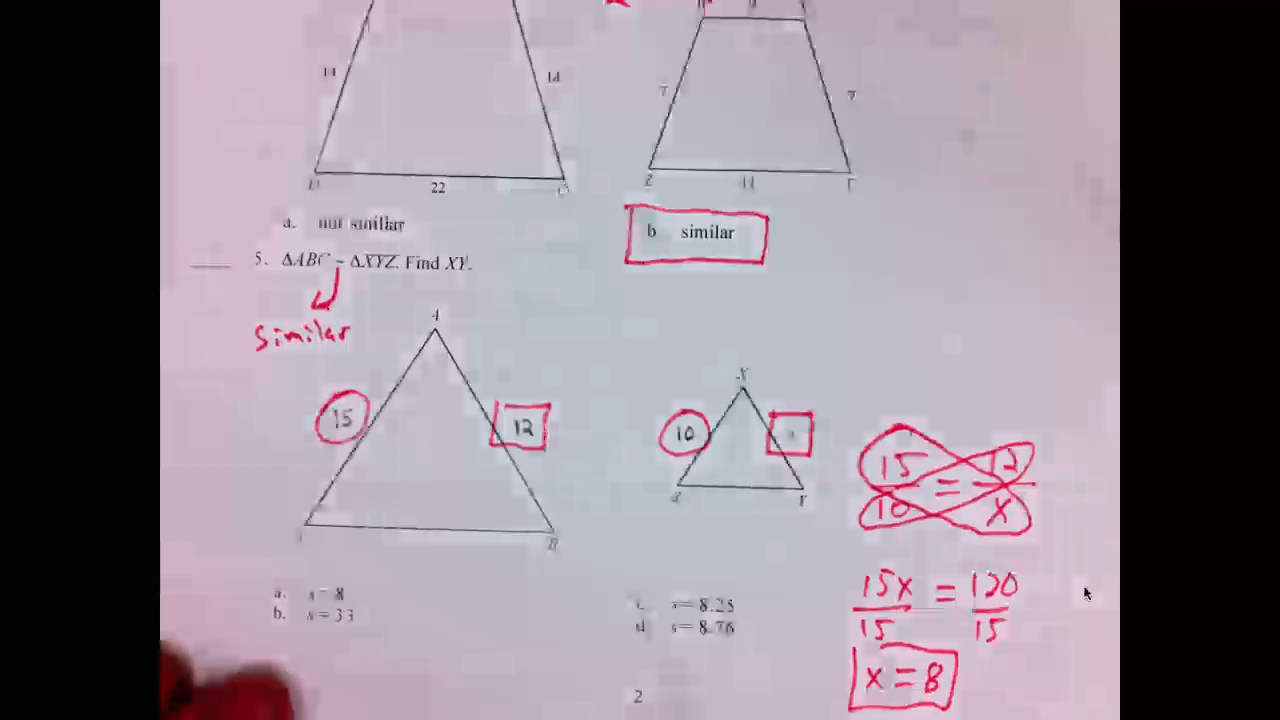 14
14
7
7
22
11
a. not similar
b. similar
5. ΔABC ~ ΔXYZ. Find XY.
similar
A
15
12
B
X
10
Z
Y
15/10 = 12/x
15x/15 = 120/15
x = 8
a. x = 8
b. x = 33
c. x = 8.25
d. x = 8.76
2